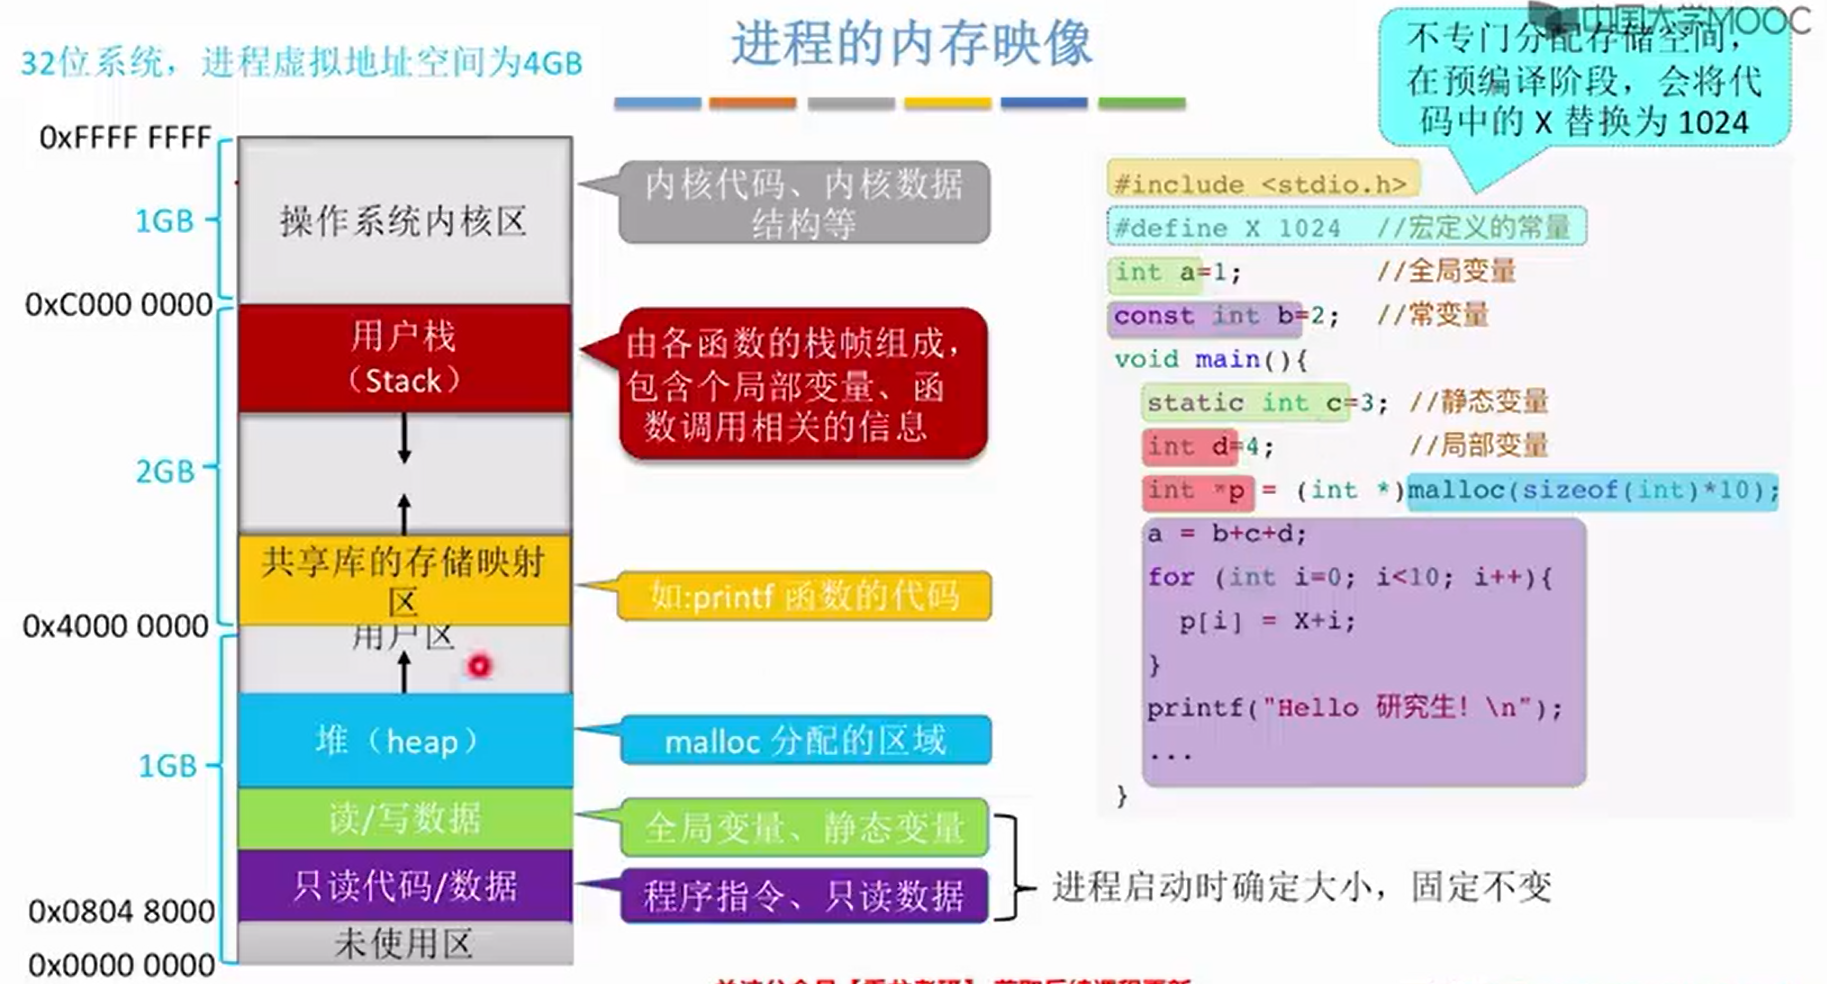 中国大学MOOC
进程的内存映像
32位系统，进程虚拟地址空间为4GB
不专门分配存储空间，
在预编译阶段，会将代
码中的 X 替换为 1024
0xFFFF FFFF
1GB
操作系统内核区
内核代码、内核数据
结构等
0xC000 0000
用户栈
（Stack）
由各函数的栈帧组成，
包含个局部变量、函
数调用相关的信息
2GB
共享库的存储映射
区
如:printf 函数的代码
0x4000 0000
用户区
堆（heap）
malloc 分配的区域
1GB
读/写数据
全局变量、静态变量
只读代码/数据
程序指令、只读数据
进程启动时确定大小，固定不变
0x0804 8000
未使用区
0x0000 0000
#include <stdio.h>
#define X 1024 //宏定义的常量
int a=1; //全局变量
const int b=2; //常变量
void main(){
static int c=3; //静态变量
int d=4; //局部变量
int *p = (int *)malloc(sizeof(int)*10);
a = b+c+d;
for (int i=0; i<10; i++){
p[i] = X+i;
}
printf("Hello 研究生！\n");
...
}